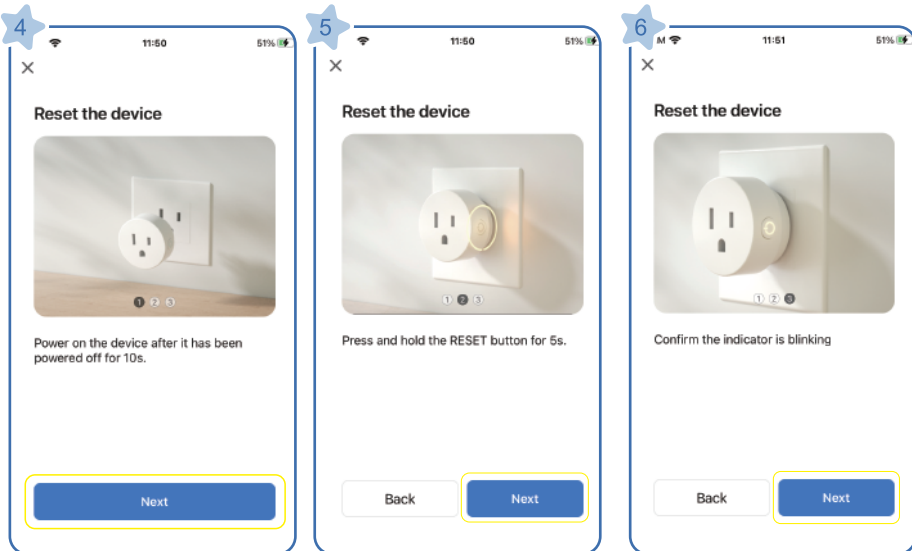 4
11:50
51%
Reset the device
1 2 3
Power on the device after it has been
powered off for 10s.
Next
5
11:50
51%
Reset the device
1 2 3
Press and hold the RESET button for 5s.
Back
Next
6
M
11:51
51%
Reset the device
1 2 3
Confirm the indicator is blinking
Back
Next